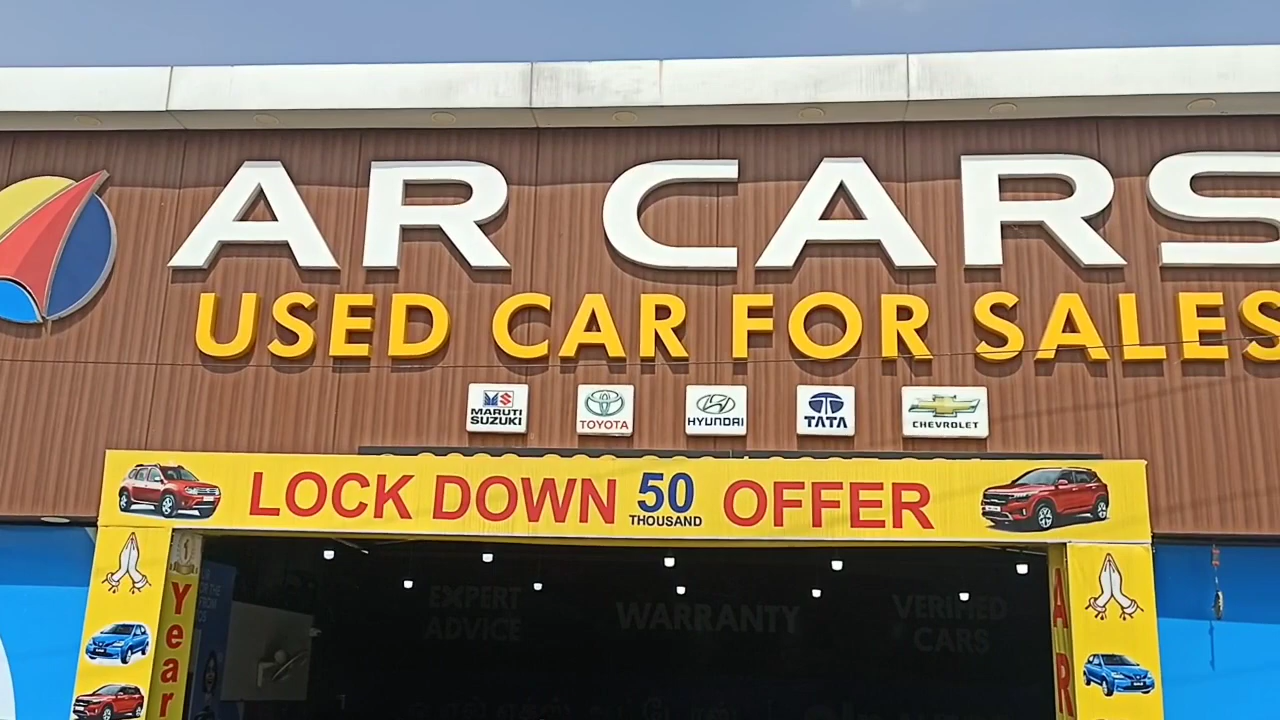 AR CARS
USED CAR FOR SALES
MARUTI
SUZUKI
TOYOTA
HYUNDAI
TATA
CHEVROLET
LOCK DOWN 50 THOUSAND OFFER
EXPERT
ADVICE
WARRANTY
VERIFIED
CARS
Year
AR